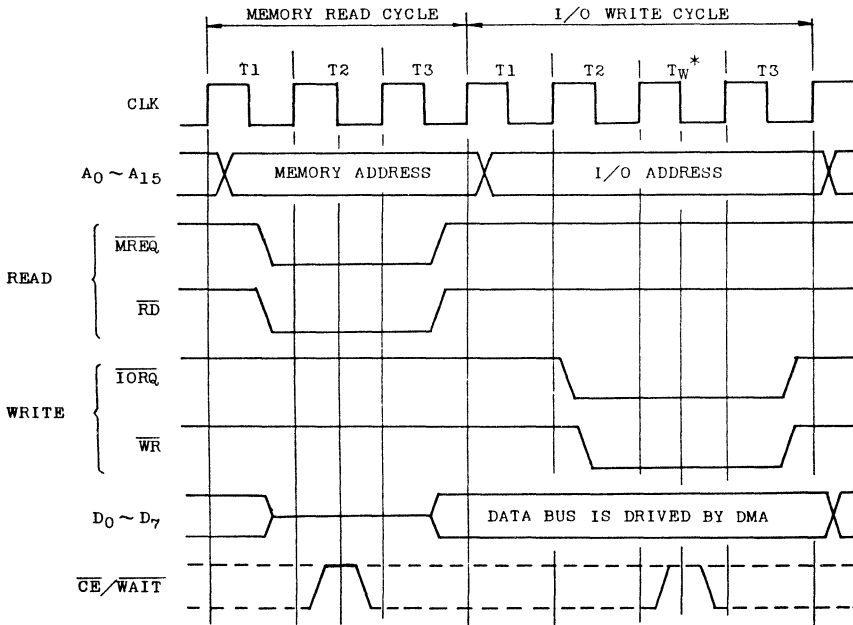 MEMORY READ CYCLE I/O WRITE CYCLE
T1 T2 T3 T1 T2 TW* T3
CLK
A0~A15 MEMORY ADDRESS I/O ADDRESS
MREQ
READ
RD
IORQ
WRITE
WR
D0~D7 DATA BUS IS DRIVED BY DMA
CE/WAIT